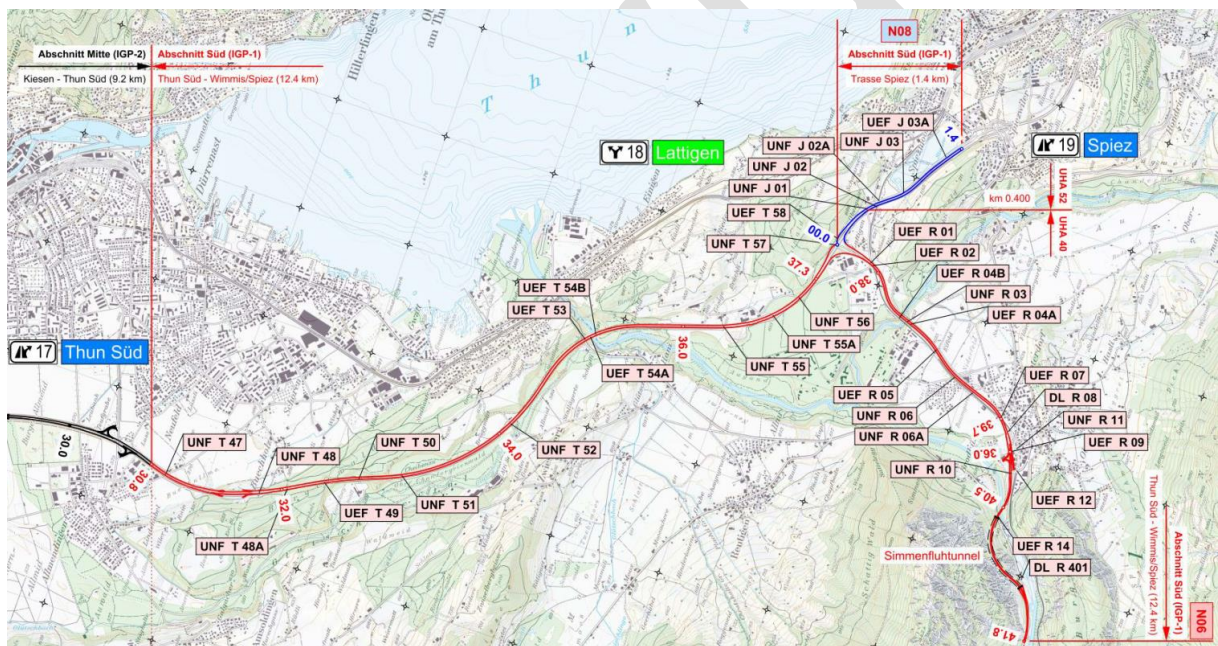 Abschnitt Mitte (IGP-2)
Abschnitt Süd (IGP-1)
Kiesen - Thun Süd (9.2 km)
Thun Süd - Wimmis/Spiez (12.4 km)
N08
Abschnitt Süd (IGP-1)
Trasse Spiez (1.4 km)
Hilterfingen
Thun
Dürrenast
18 Lattigen
19 Spiez
17 Thun Süd
UEF J 03A
UNF J 03
UNF J 02A
UNF J 02
UNF J 01
UEF T 58
UNF T 57
1.4
00.0
km 0.400
UHA 52
UHA 40
UEF R 01
UEF R 02
UEF R 04B
UNF R 03
UEF R 04A
37.3
38.0
UEF T 54B
UEF T 53
UEF T 54A
36.0
UNF T 56
UNF T 55A
UNF T 55
UEF R 05
UNF R 06
UNF R 06A
UEF R 07
DL R 08
UNF R 11
UEF R 09
39.7
36.0
UNF R 10
UEF R 12
40.5
UEF R 14
DL R 401
Simmenfluhtunnel
41.8
30.0
30.8
UNF T 47
UNF T 48
UNF T 50
UNF T 52
34.0
32.0
UEF T 49
UNF T 51
UNF T 48A
Abschnitt Süd (IGP-1)
Thun Süd - Wimmis/Spiez (12.4 km)
N06